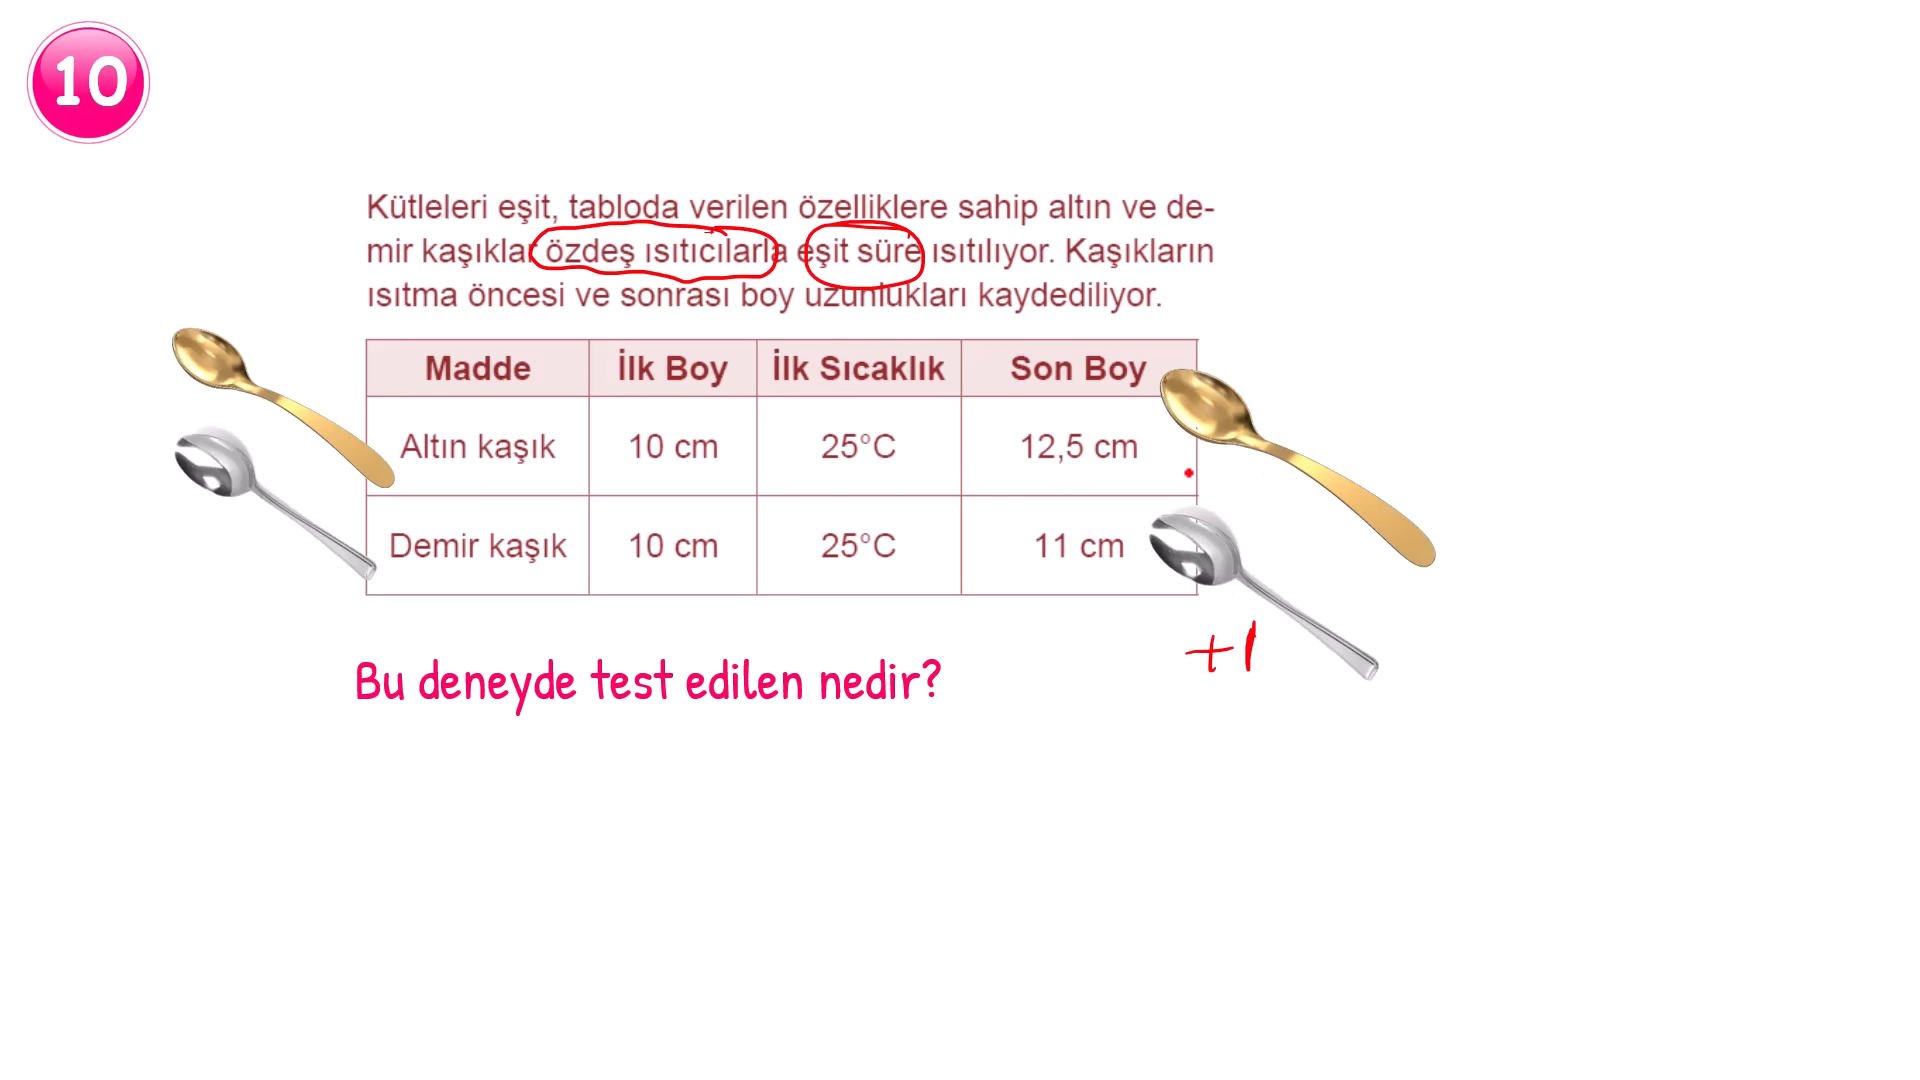 10
Kütleleri eşit, tabloda verilen özelliklere sahip altın ve de-
mir kaşıklar özdeş ısıtıcılarla eşit süre ısıtılıyor. Kaşıkların
ısıtma öncesi ve sonrası boy uzunlukları kaydediliyor.
Madde İlk Boy İlk Sıcaklık Son Boy
Altın kaşık 10 cm 25°C 12,5 cm
Demir kaşık 10 cm 25°C 11 cm
+1
Bu deneyde test edilen nedir?